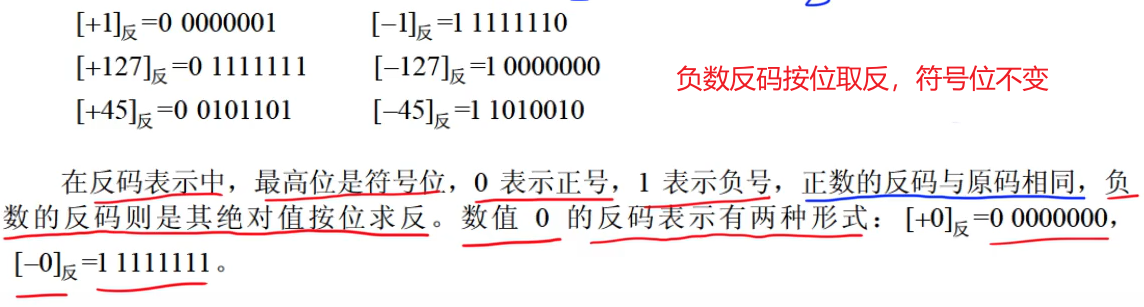 [+1]反=0 0000001 [–1]反=1 1111110
[+127]反=0 1111111 [–127]反=1 0000000
负数反码按位取反，符号位不变
[+45]反=0 0101101 [–45]反=1 1010010
在反码表示中，最高位是符号位，0 表示正号，1 表示负号，正数的反码与原码相同，负
数的反码则是其绝对值按位求反。数值 0 的反码表示有两种形式：[+0]反=0 0000000，
[–0]反=1 1111111。